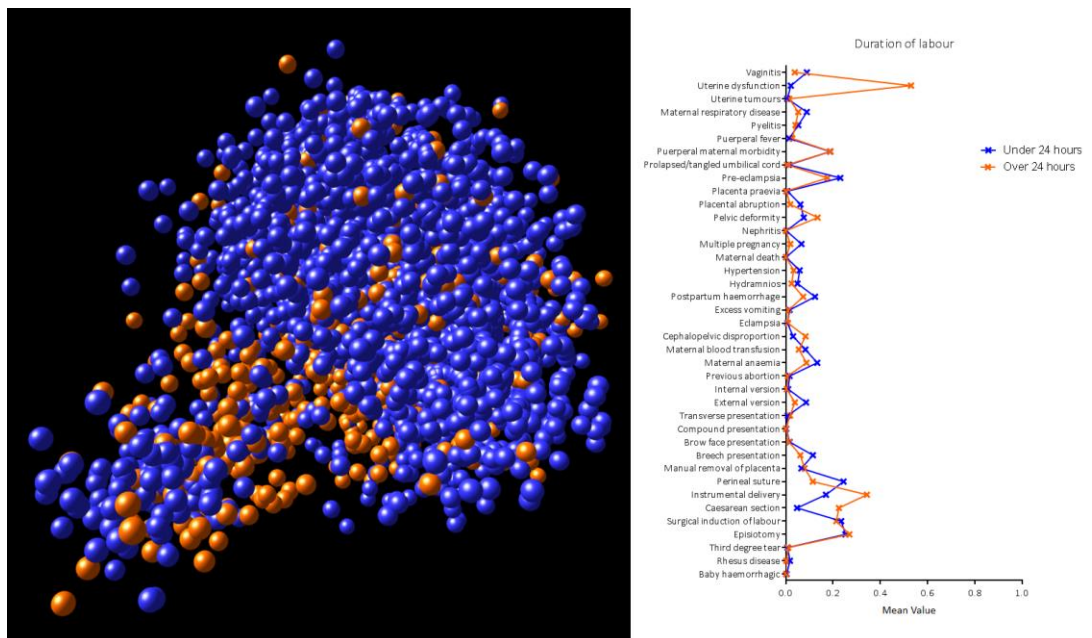 Duration of labour
Vaginitis
Uterine dysfunction
Uterine tumours
Maternal respiratory disease
Pyelitis
Puerperal fever
Puerperal maternal morbidity
Prolapsed/tangled umbilical cord
Pre-eclampsia
Placenta praevia
Placental abruption
Pelvic deformity
Nephritis
Multiple pregnancy
Maternal death
Hypertension
Hydramnios
Postpartum haemorrhage
Excess vomiting
Eclampsia
Cephalopelvic disproportion
Maternal blood transfusion
Maternal anaemia
Previous abortion
Internal version
External version
Transverse presentation
Compound presentation
Brow face presentation
Breech presentation
Manual removal of placenta
Perineal suture
Instrumental delivery
Caesarean section
Surgical induction of labour
Episiotomy
Third degree tear
Rhesus disease
Baby haemorrhagic
Under 24 hours
Over 24 hours
0.0 0.2 0.4 0.6 0.8 1.0
Mean Value